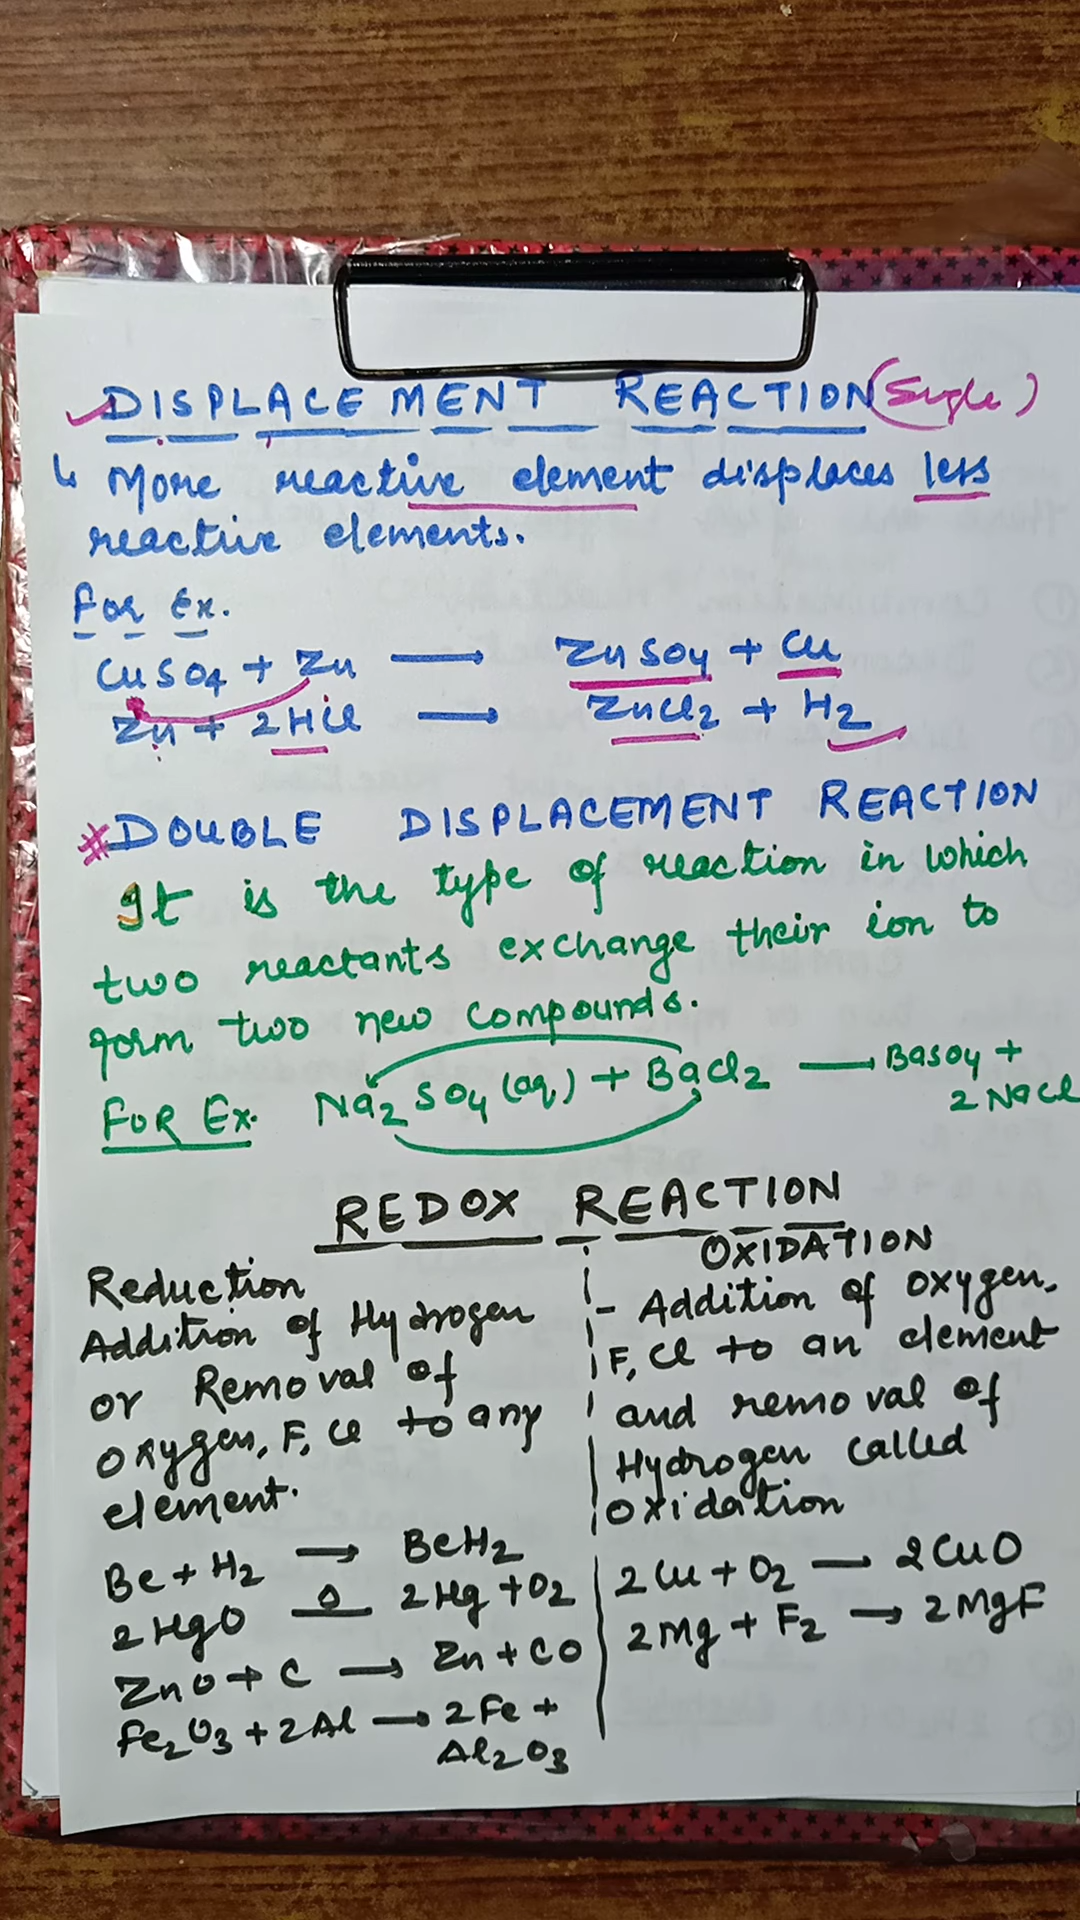 DISPLACEMENT REACTION (Single)
↳ More reactive element displaces less
reactive elements.
For Ex.
CuSO4 + Zn ⟶ ZnSO4 + Cu
Zn + 2HCl ⟶ ZnCl2 + H2
* DOUBLE DISPLACEMENT REACTION
It is the type of reaction in which
two reactants exchange their ion to
form two new compounds.
FOR Ex. Na2SO4 (aq) + BaCl2 ⟶ BaSO4 +
2NaCl
REDOX REACTION
Reduction
Addition of Hydrogen
or Removal of
oxygen, F, Cl to any
element.
Be + H2 ⟶ BeH2
2HgO Δ⟶ 2Hg + O2
ZnO + C ⟶ Zn + CO
Fe2O3 + 2Al ⟶ 2Fe +
Al2O3
OXIDATION
- Addition of oxygen,
F, Cl to an element
and removal of
Hydrogen called
oxidation
2Cu + O2 ⟶ 2CuO
2Mg + F2 ⟶ 2MgF